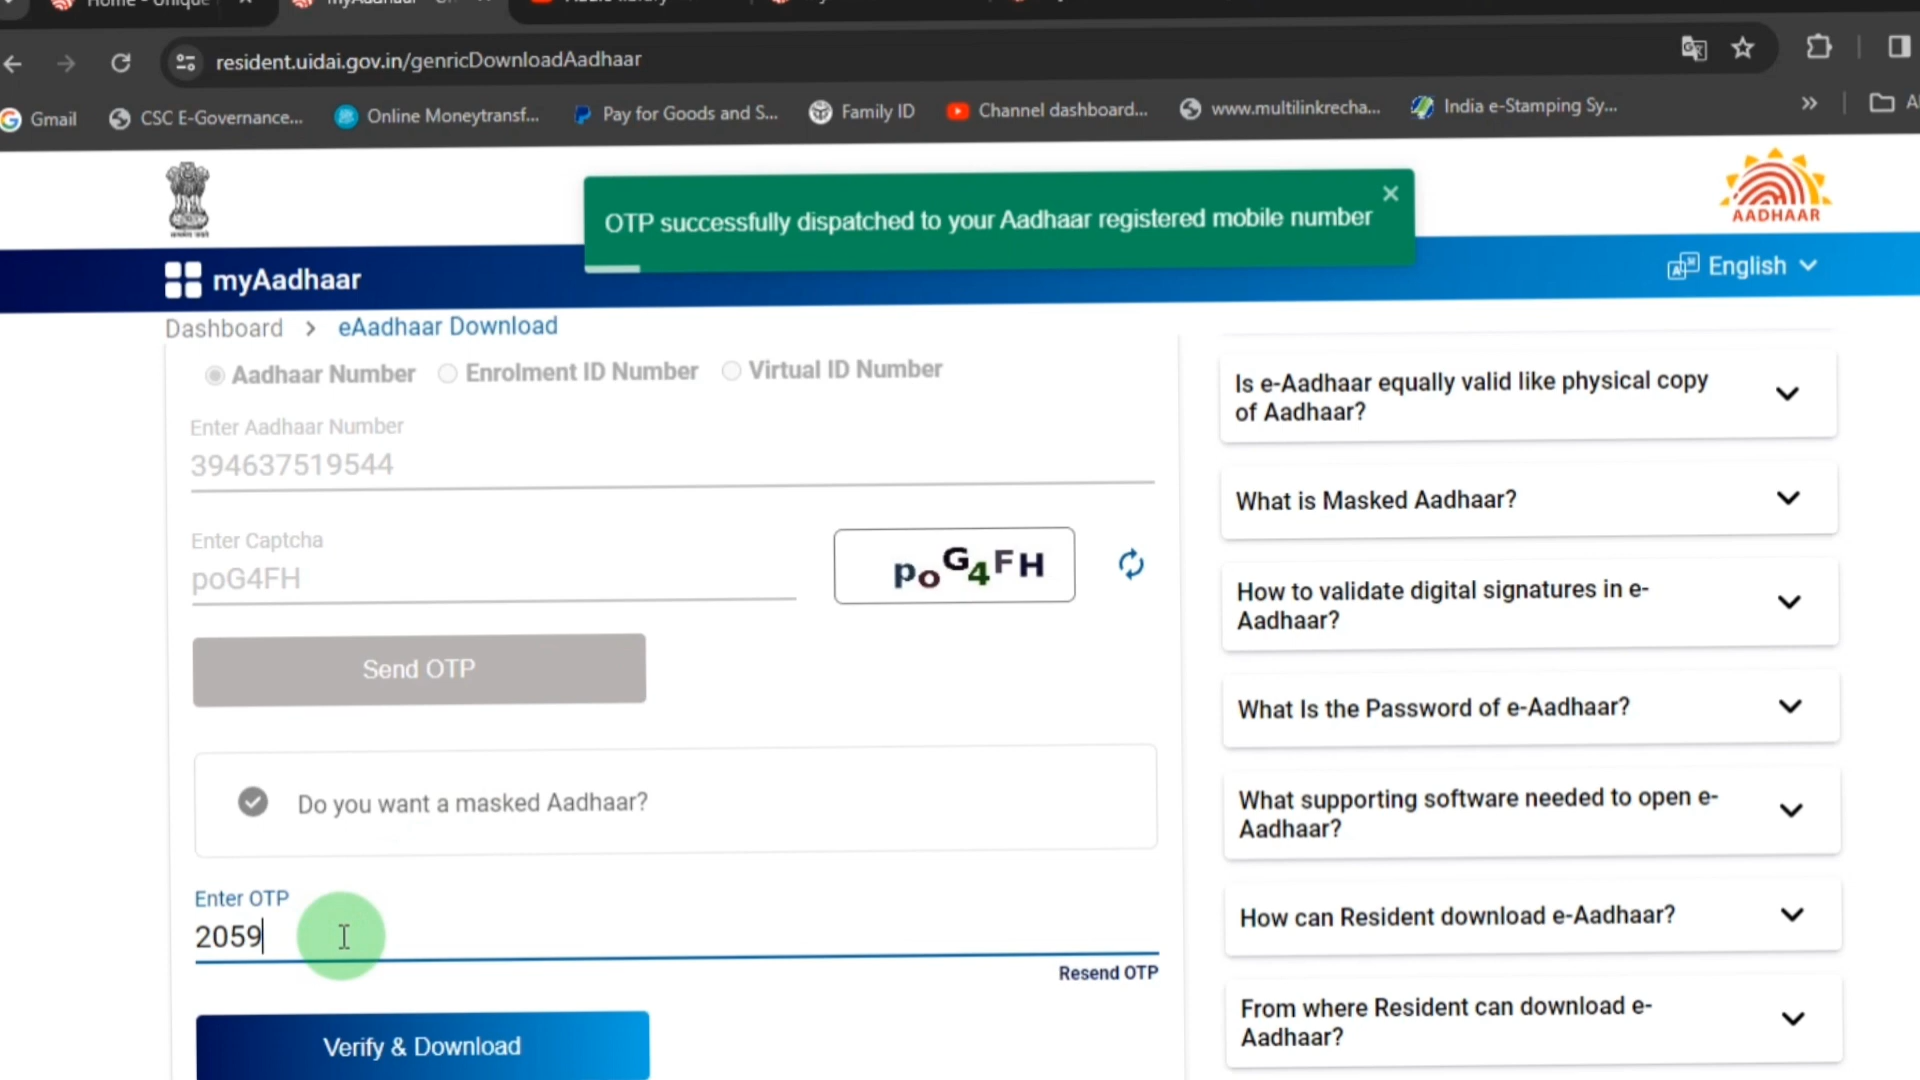 resident.uidai.gov.in/genricDownloadAadhaar
Gmail
CSC E-Governance...
Online Moneytransf...
Pay for Goods and S...
Family ID
Channel dashboard...
www.multilinkrecha...
India e-Stamping Sy...
OTP successfully dispatched to your Aadhaar registered mobile number
AADHAAR
myAadhaar
English
Dashboard > eAadhaar Download
Aadhaar Number
Enrolment ID Number
Virtual ID Number
Enter Aadhaar Number
394637519544
Enter Captcha
poG4FH
poG4FH
Send OTP
Do you want a masked Aadhaar?
Enter OTP
2059
Resend OTP
Verify & Download
Is e-Aadhaar equally valid like physical copy
of Aadhaar?
What is Masked Aadhaar?
How to validate digital signatures in e-
Aadhaar?
What Is the Password of e-Aadhaar?
What supporting software needed to open e-
Aadhaar?
How can Resident download e-Aadhaar?
From where Resident can download e-
Aadhaar?